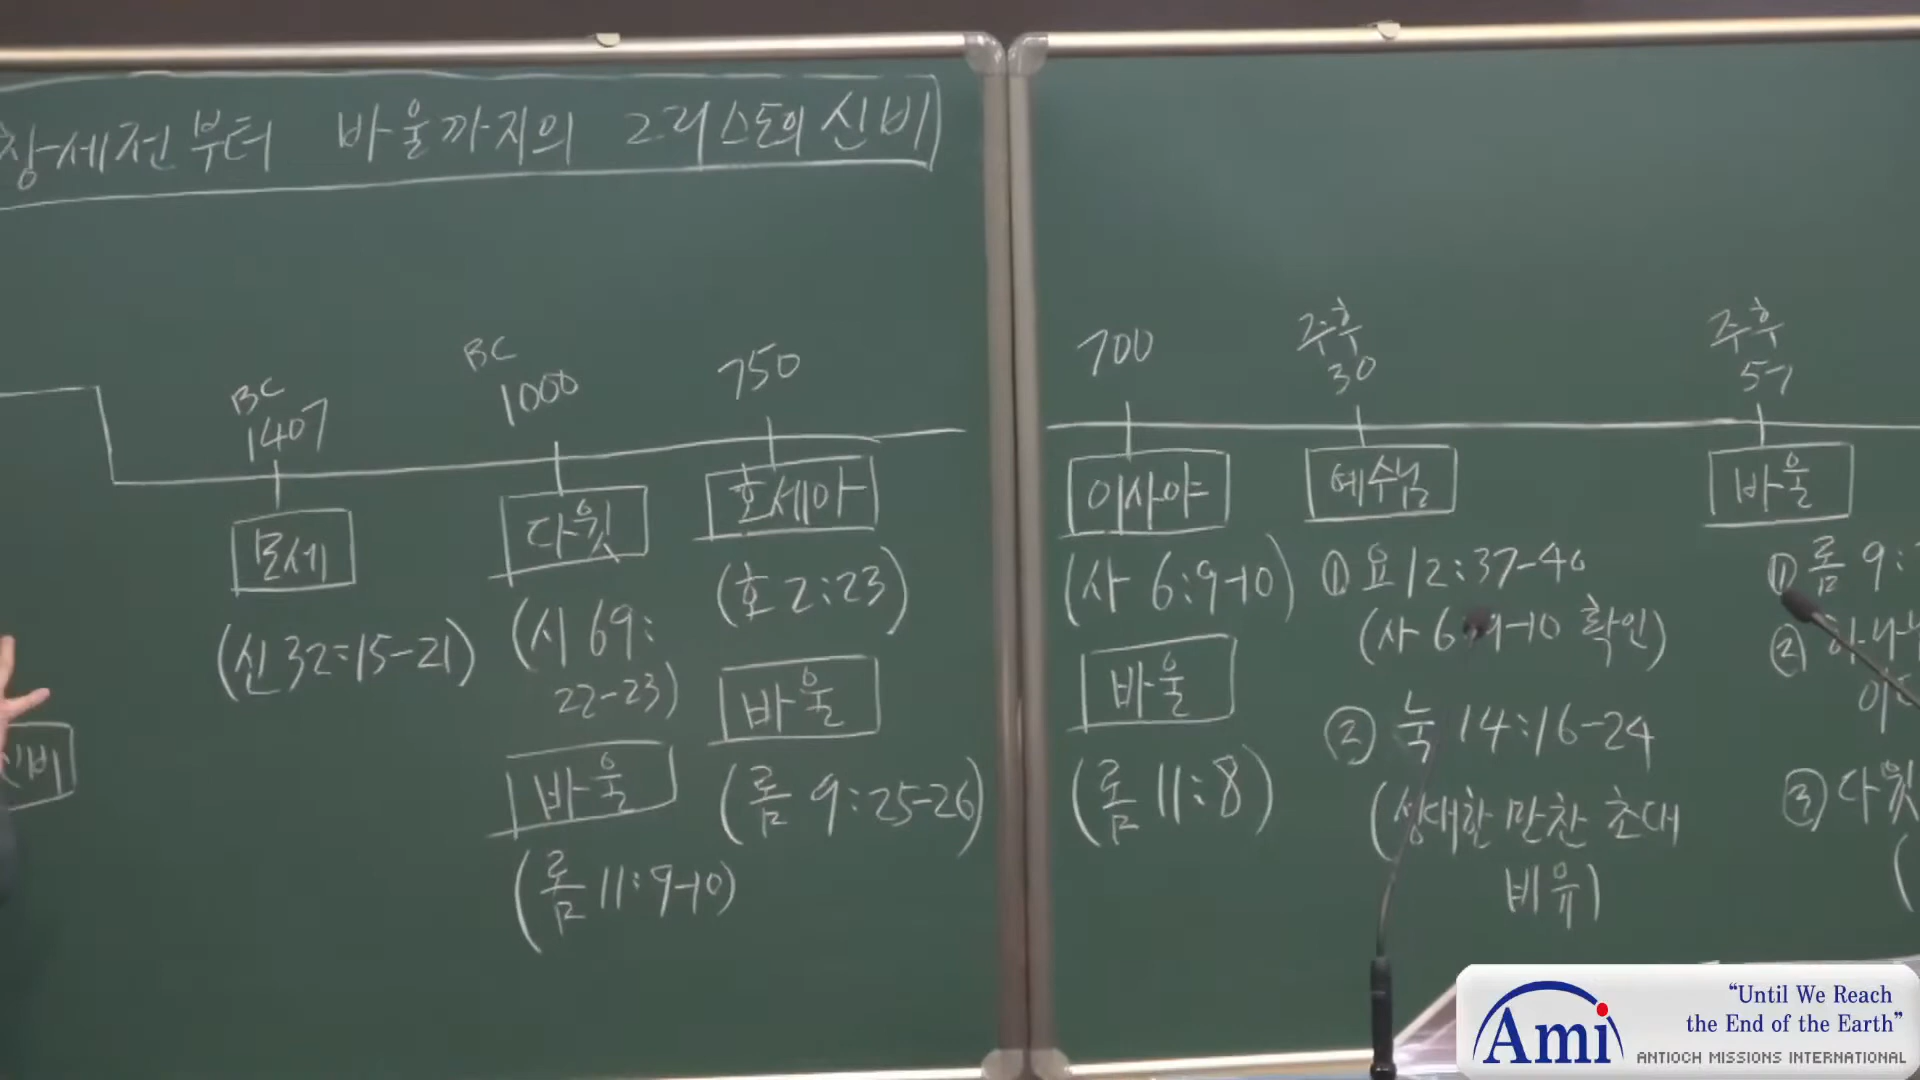 창세전부터 바울까지의 그리스도의 신비
BC
1407
모세
(신 32:15-21)
BC
1000
다윗
(시 69:
22-23)
바울
(롬 11:9-10)
750
호세아
(호 2:23)
바울
(롬 9:25-26)
700
이사야
(사 6:9-10)
바울
(롬 11:8)
주후
30
예수님
① 요 12:37-40
(사 6:9-10 확인)
② 눅 14:16-24
(성대한 만찬 초대
비유)
주후
57
바울
① 롬 9:
②
③ 다윗
Ami
“Until We Reach
the End of the Earth”
ANTIOCH MISSIONS INTERNATIONAL